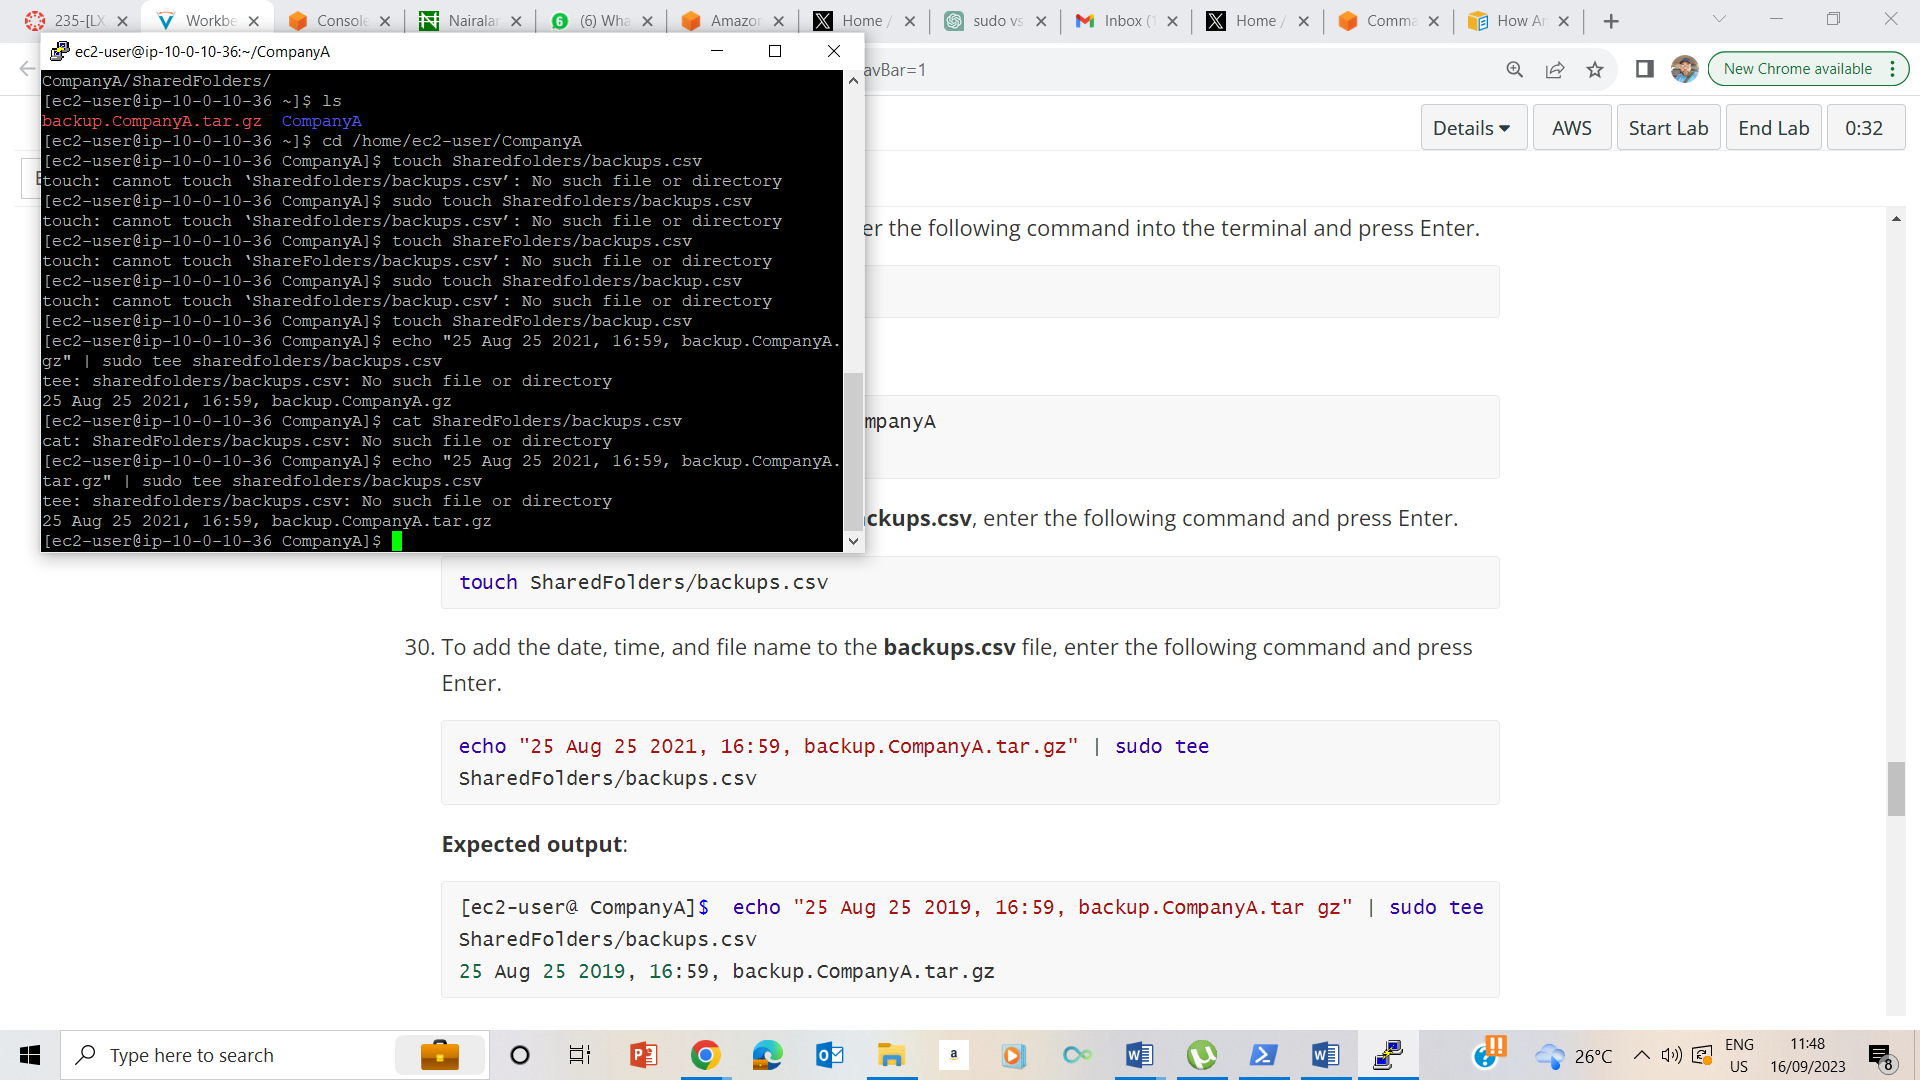 235-[LX
Workbe
Console
Nairalan
(6) Wha
Amazon
Home /
sudo vs
Inbox (1
Home /
Comma
How An
ec2-user@ip-10-0-10-36:~/CompanyA
avBar=1
New Chrome available
Details
AWS
Start Lab
End Lab
0:32
CompanyA/SharedFolders/
[ec2-user@ip-10-0-10-36 ~]$ ls
backup.CompanyA.tar.gz  CompanyA
[ec2-user@ip-10-0-10-36 ~]$ cd /home/ec2-user/CompanyA
[ec2-user@ip-10-0-10-36 CompanyA]$ touch Sharedfolders/backups.csv
touch: cannot touch ‘Sharedfolders/backups.csv’: No such file or directory
[ec2-user@ip-10-0-10-36 CompanyA]$ sudo touch Sharedfolders/backups.csv
touch: cannot touch ‘Sharedfolders/backups.csv’: No such file or directory
[ec2-user@ip-10-0-10-36 CompanyA]$ touch ShareFolders/backups.csv
touch: cannot touch ‘ShareFolders/backups.csv’: No such file or directory
[ec2-user@ip-10-0-10-36 CompanyA]$ sudo touch Sharedfolders/backup.csv
touch: cannot touch ‘Sharedfolders/backup.csv’: No such file or directory
[ec2-user@ip-10-0-10-36 CompanyA]$ touch SharedFolders/backup.csv
[ec2-user@ip-10-0-10-36 CompanyA]$ echo "25 Aug 25 2021, 16:59, backup.CompanyA.
gz" | sudo tee sharedfolders/backups.csv
tee: sharedfolders/backups.csv: No such file or directory
25 Aug 25 2021, 16:59, backup.CompanyA.gz
[ec2-user@ip-10-0-10-36 CompanyA]$ cat SharedFolders/backups.csv
cat: SharedFolders/backups.csv: No such file or directory
[ec2-user@ip-10-0-10-36 CompanyA]$ echo "25 Aug 25 2021, 16:59, backup.CompanyA.
tar.gz" | sudo tee sharedfolders/backups.csv
tee: sharedfolders/backups.csv: No such file or directory
25 Aug 25 2021, 16:59, backup.CompanyA.tar.gz
[ec2-user@ip-10-0-10-36 CompanyA]$
er the following command into the terminal and press Enter.
mpanyA
ckups.csv, enter the following command and press Enter.
touch SharedFolders/backups.csv
30. To add the date, time, and file name to the backups.csv file, enter the following command and press
Enter.
echo "25 Aug 25 2021, 16:59, backup.CompanyA.tar.gz" | sudo tee
SharedFolders/backups.csv
Expected output:
[ec2-user@ CompanyA]$  echo "25 Aug 25 2019, 16:59, backup.CompanyA.tar gz" | sudo tee
SharedFolders/backups.csv
25 Aug 25 2019, 16:59, backup.CompanyA.tar.gz
Type here to search
26°C
ENG
US
11:48
16/09/2023
8